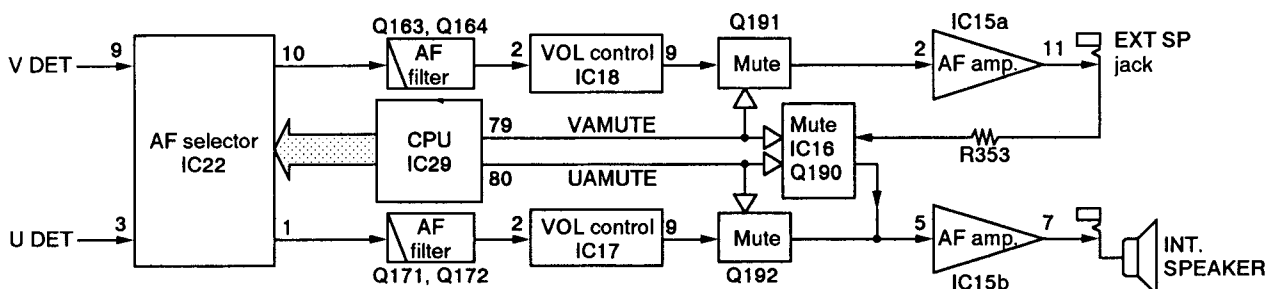 Q163, Q164
Q191
IC15a
V DET
9
10
AF
filter
2
VOL control
IC18
9
Mute
2
AF amp.
11
EXT SP
jack
AF selector
IC22
CPU
IC29
79
VAMUTE
80
UAMUTE
Mute
IC16
Q190
R353
U DET
3
1
AF
filter
2
VOL control
IC17
9
Mute
5
AF amp.
7
INT.
SPEAKER
Q171, Q172
Q192
IC15b